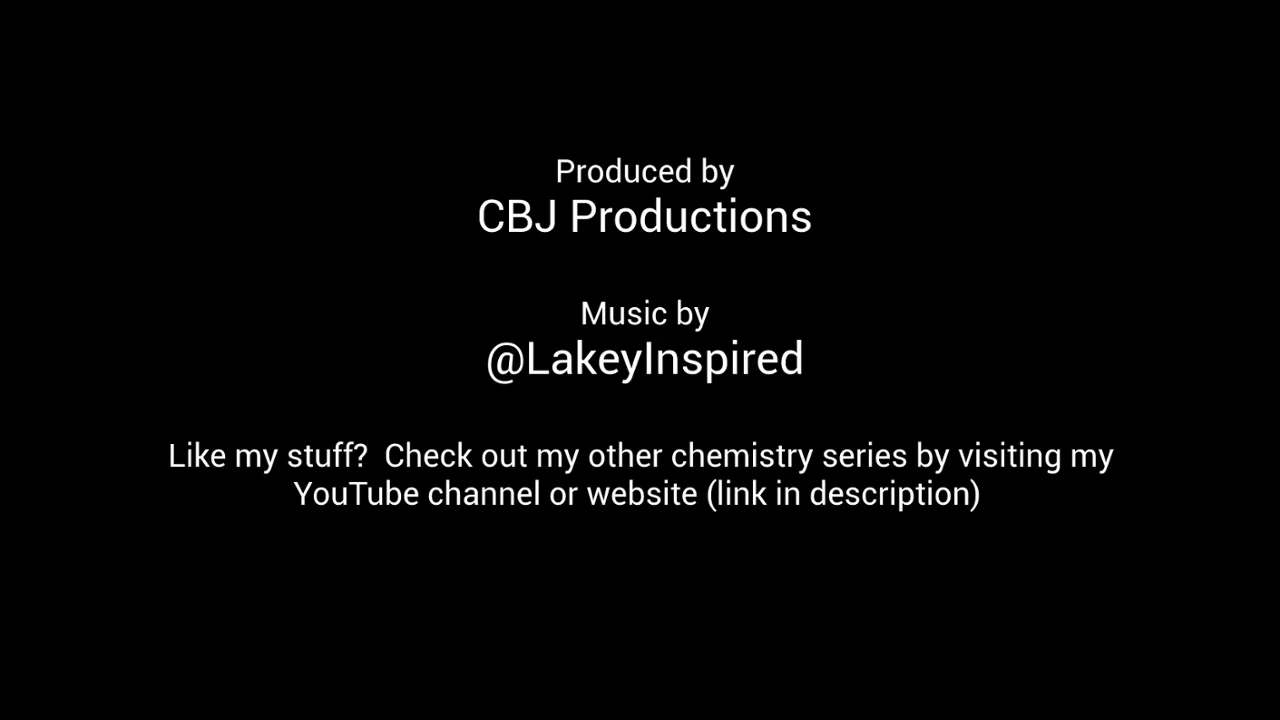 Produced by
CBJ Productions
Music by
@LakeyInspired
Like my stuff?  Check out my other chemistry series by visiting my
YouTube channel or website (link in description)